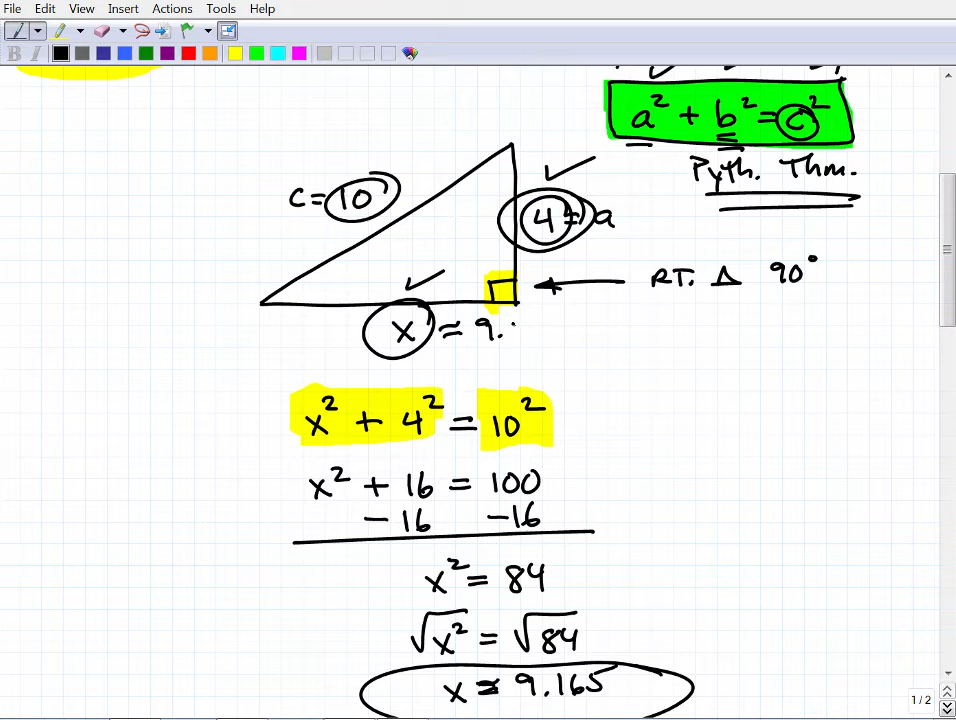 File Edit View Insert Actions Tools Help
B I
a² + b² = c²
Pyth. Thm.
c = 10
4 = a
RT. Δ 90°
x ≈ 9.
x² + 4² = 10²
x² + 16 = 100
- 16 -16
x² = 84
√x² = √84
x ≈ 9.165
1 / 2